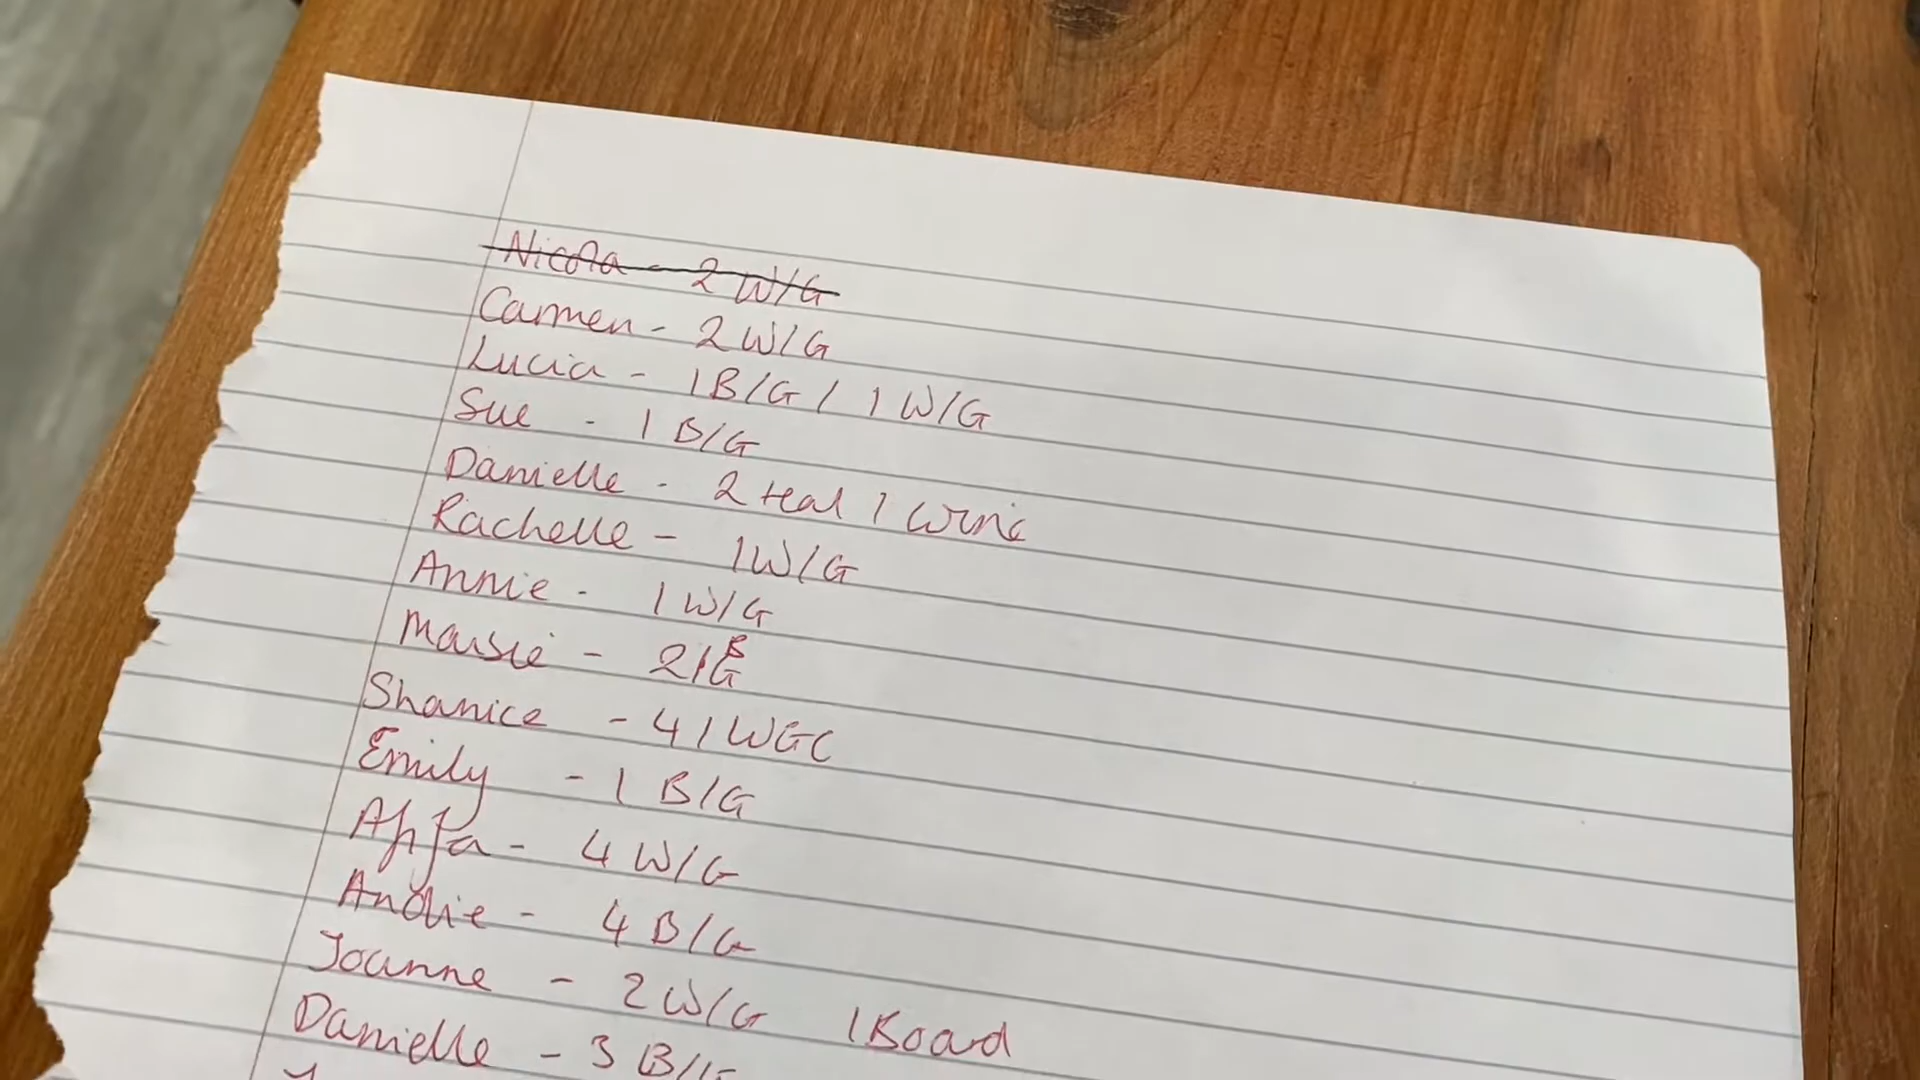 Nicola - 2 W/G
Carmen - 2 W/G
Lucia - 1 B/G / 1 W/G
Sue - 1 B/G
Danielle - 2 teal 1 wine
Rachelle - 1 W/G
Annie - 1 W/G
Maisie - 2 / B G
Shanice - 4 / WGC
Emily - 1 B/G
Afifa - 4 W/G
Andie - 4 B/G
Joanne - 2 W/G 1 Board
Danielle - 3 B/G